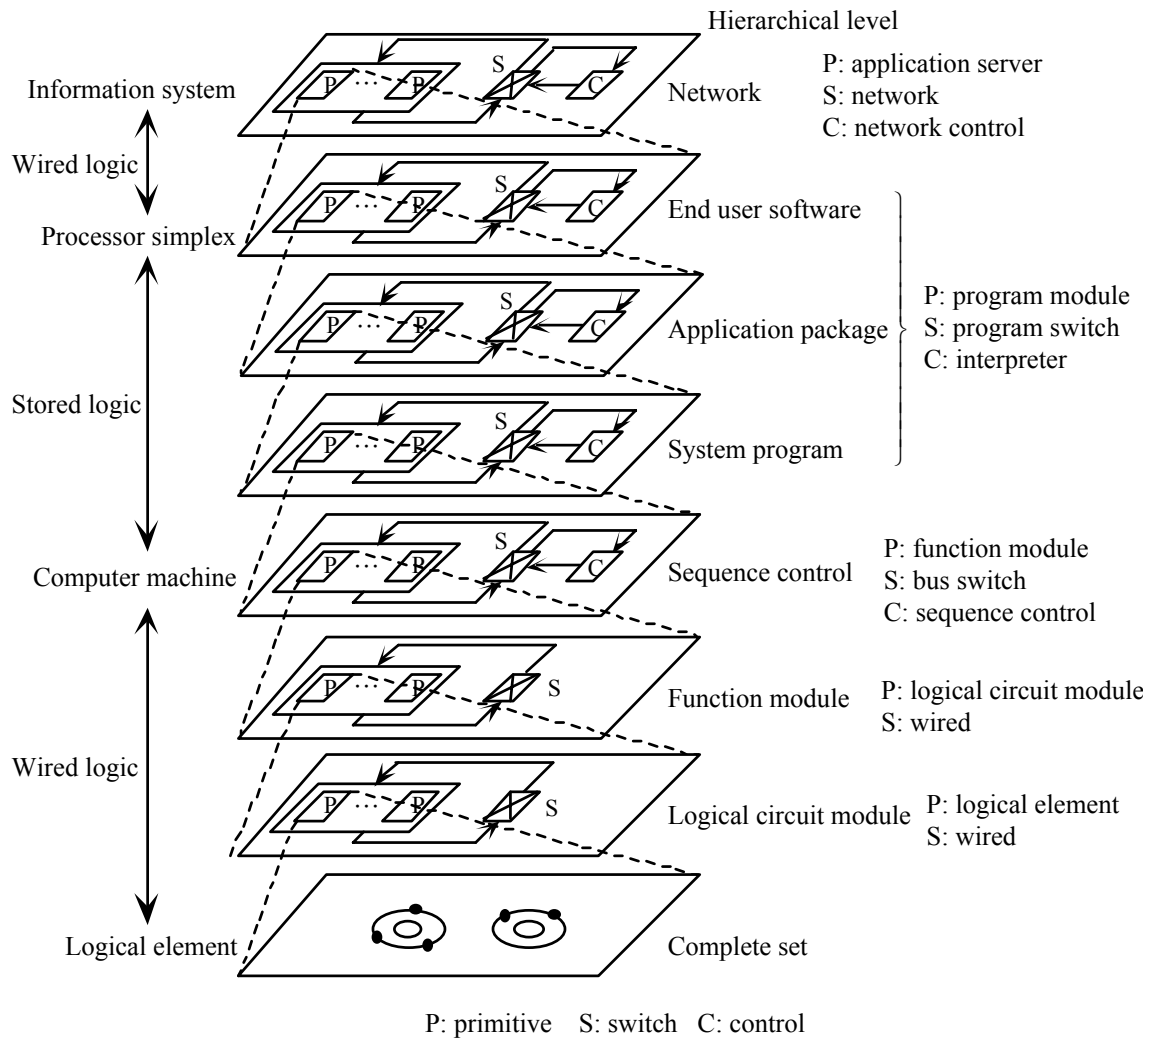 Hierarchical level
Information system
P ... P S C
Network
P: application server
S: network
C: network control
Wired logic
Processor simplex
P ... P S C
End user software
P ... P S C
Application package
P: program module
S: program switch
C: interpreter
Stored logic
P ... P S C
System program
Computer machine
P ... P S C
Sequence control
P: function module
S: bus switch
C: sequence control
P ... P S
Function module
P: logical circuit module
S: wired
Wired logic
P ... P S
Logical circuit module
P: logical element
S: wired
Logical element
Complete set
P: primitive S: switch C: control